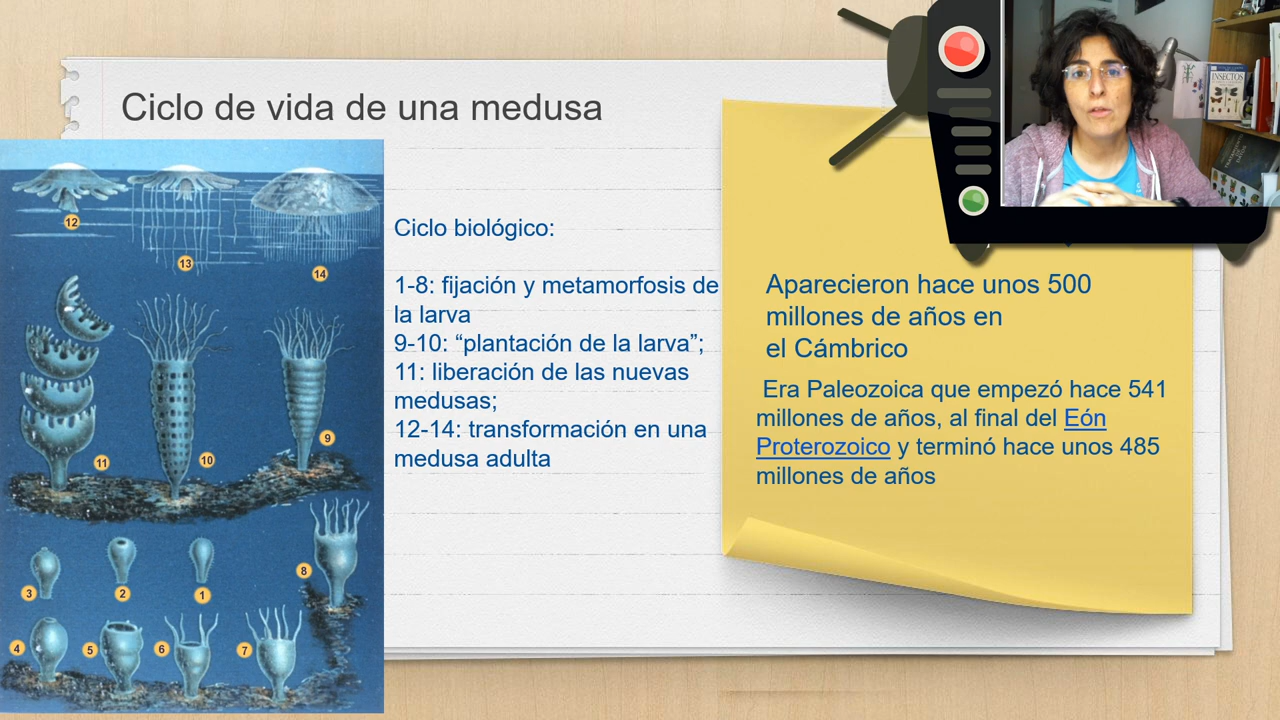 Ciclo de vida de una medusa
12
13
14
11
10
9
3
2
1
8
4
5
6
7
Ciclo biológico:
1-8: fijación y metamorfosis de
la larva
9-10: “plantación de la larva”;
11: liberación de las nuevas
medusas;
12-14: transformación en una
medusa adulta
Aparecieron hace unos 500
millones de años en
el Cámbrico
Era Paleozoica que empezó hace 541
millones de años, al final del Eón
Proterozoico y terminó hace unos 485
millones de años
INSECTOS